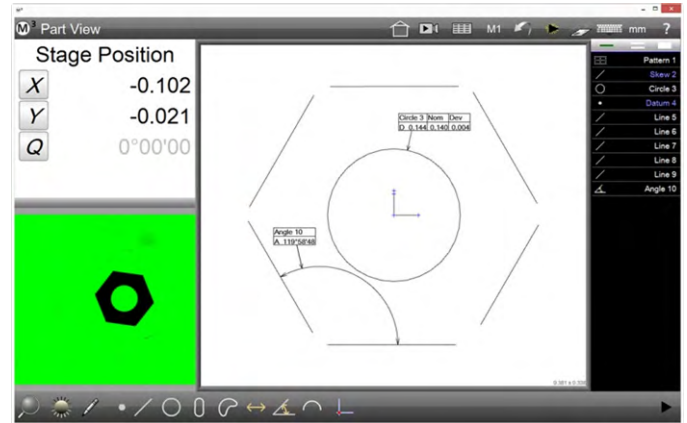 M³ Part View
M1
mm
?
Stage Position
X -0.102
Y -0.021
Q 0°00'00
Circle 3 Nom Dev
D 0.144 0.140 0.004
Angle 10
A 119°58'48
Pattern 1
Skew 2
Circle 3
Datum 4
Line 5
Line 6
Line 7
Line 8
Line 9
Angle 10